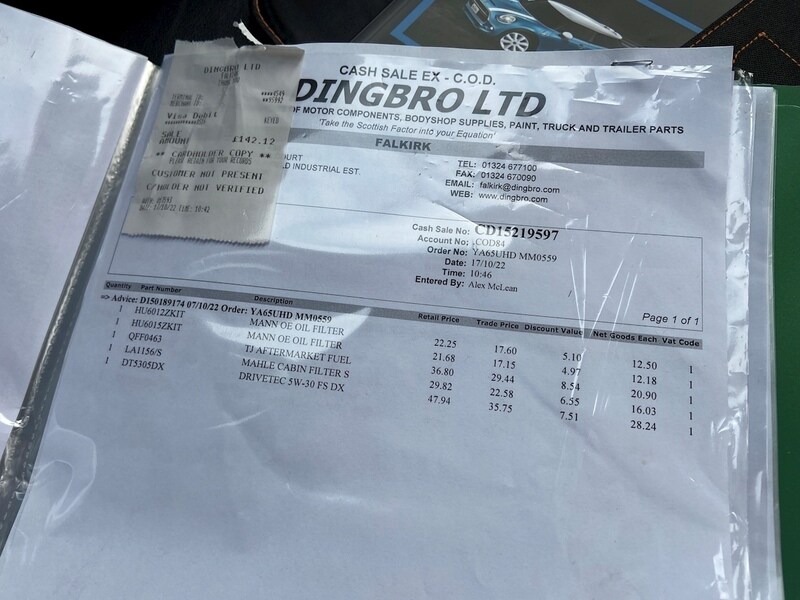 DINGBRO LTD
FALKIRK
Visa Debit
KEYED
SALE
AMOUNT £142.12
** CARDHOLDER COPY **
PLEASE RETAIN FOR YOUR RECORDS
CUSTOMER NOT PRESENT
C/HOLDER NOT VERIFIED
CASH SALE EX - C.O.D.
DINGBRO LTD
OF MOTOR COMPONENTS, BODYSHOP SUPPLIES, PAINT, TRUCK AND TRAILER PARTS
'Take the Scottish Factor into your Equation'
FALKIRK
OURT
LD INDUSTRIAL EST.
TEL: 01324 677100
FAX: 01324 670090
EMAIL: falkirk@dingbro.com
WEB: www.dingbro.com
Cash Sale No: CD15219597
Account No: COD84
Order No: YA65UHD MM0559
Date: 17/10/22
Time: 10:46
Entered By: Alex McLean
Page 1 of 1
Quantity Part Number Description Retail Price Trade Price Discount Value Net Goods Each Vat Code
=> Advice: D150189174 07/10/22 Order: YA65UHD MM0559
1 HU6012ZKIT MANN OE OIL FILTER 22.25 17.60 5.10 12.50 1
1 HU6015ZKIT MANN OE OIL FILTER 21.68 17.15 4.97 12.18 1
1 QFF0463 TJ AFTERMARKET FUEL 36.80 29.44 8.54 20.90 1
1 LA1156/S MAHLE CABIN FILTER S 29.82 22.58 6.55 16.03 1
1 DT5305DX DRIVETEC 5W-30 FS DX 47.94 35.75 7.51 28.24 1